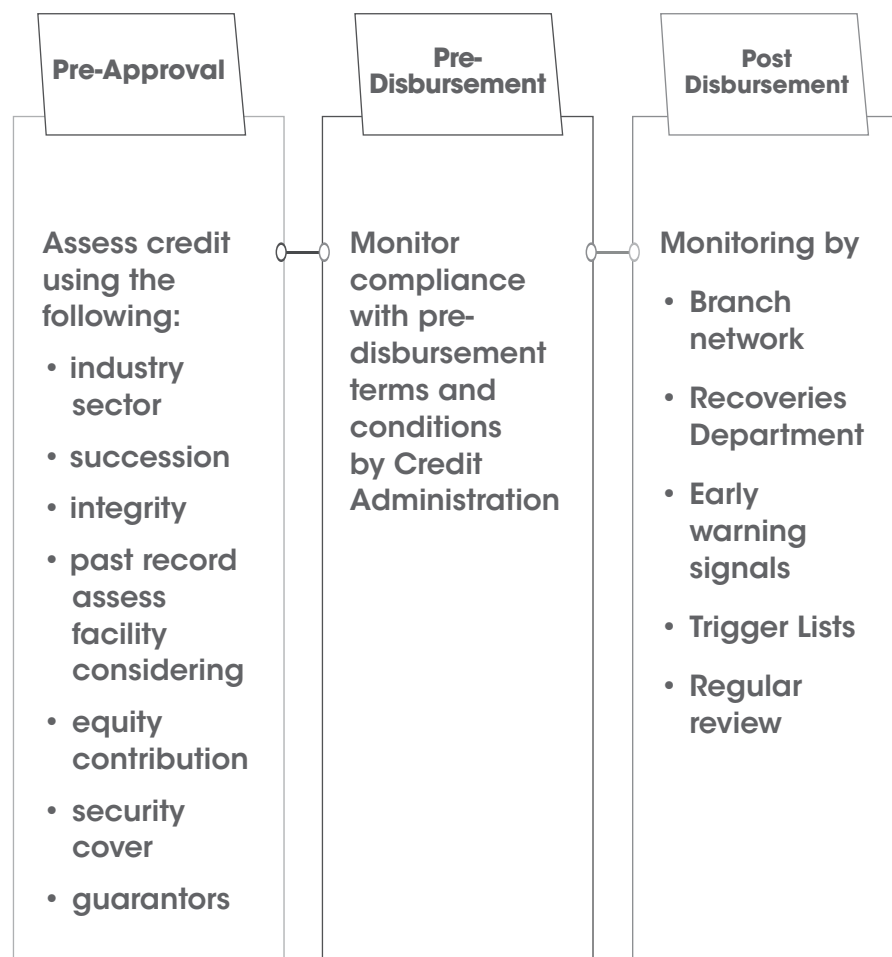 Pre-Approval
Assess credit
using the
following:
• industry
sector
• succession
• integrity
• past record
assess
facility
considering
• equity
contribution
• security
cover
• guarantors
Pre-
Disbursement
Monitor
compliance
with pre-
disbursement
terms and
conditions
by Credit
Administration
Post
Disbursement
Monitoring by
• Branch
network
• Recoveries
Department
• Early
warning
signals
• Trigger Lists
• Regular
review